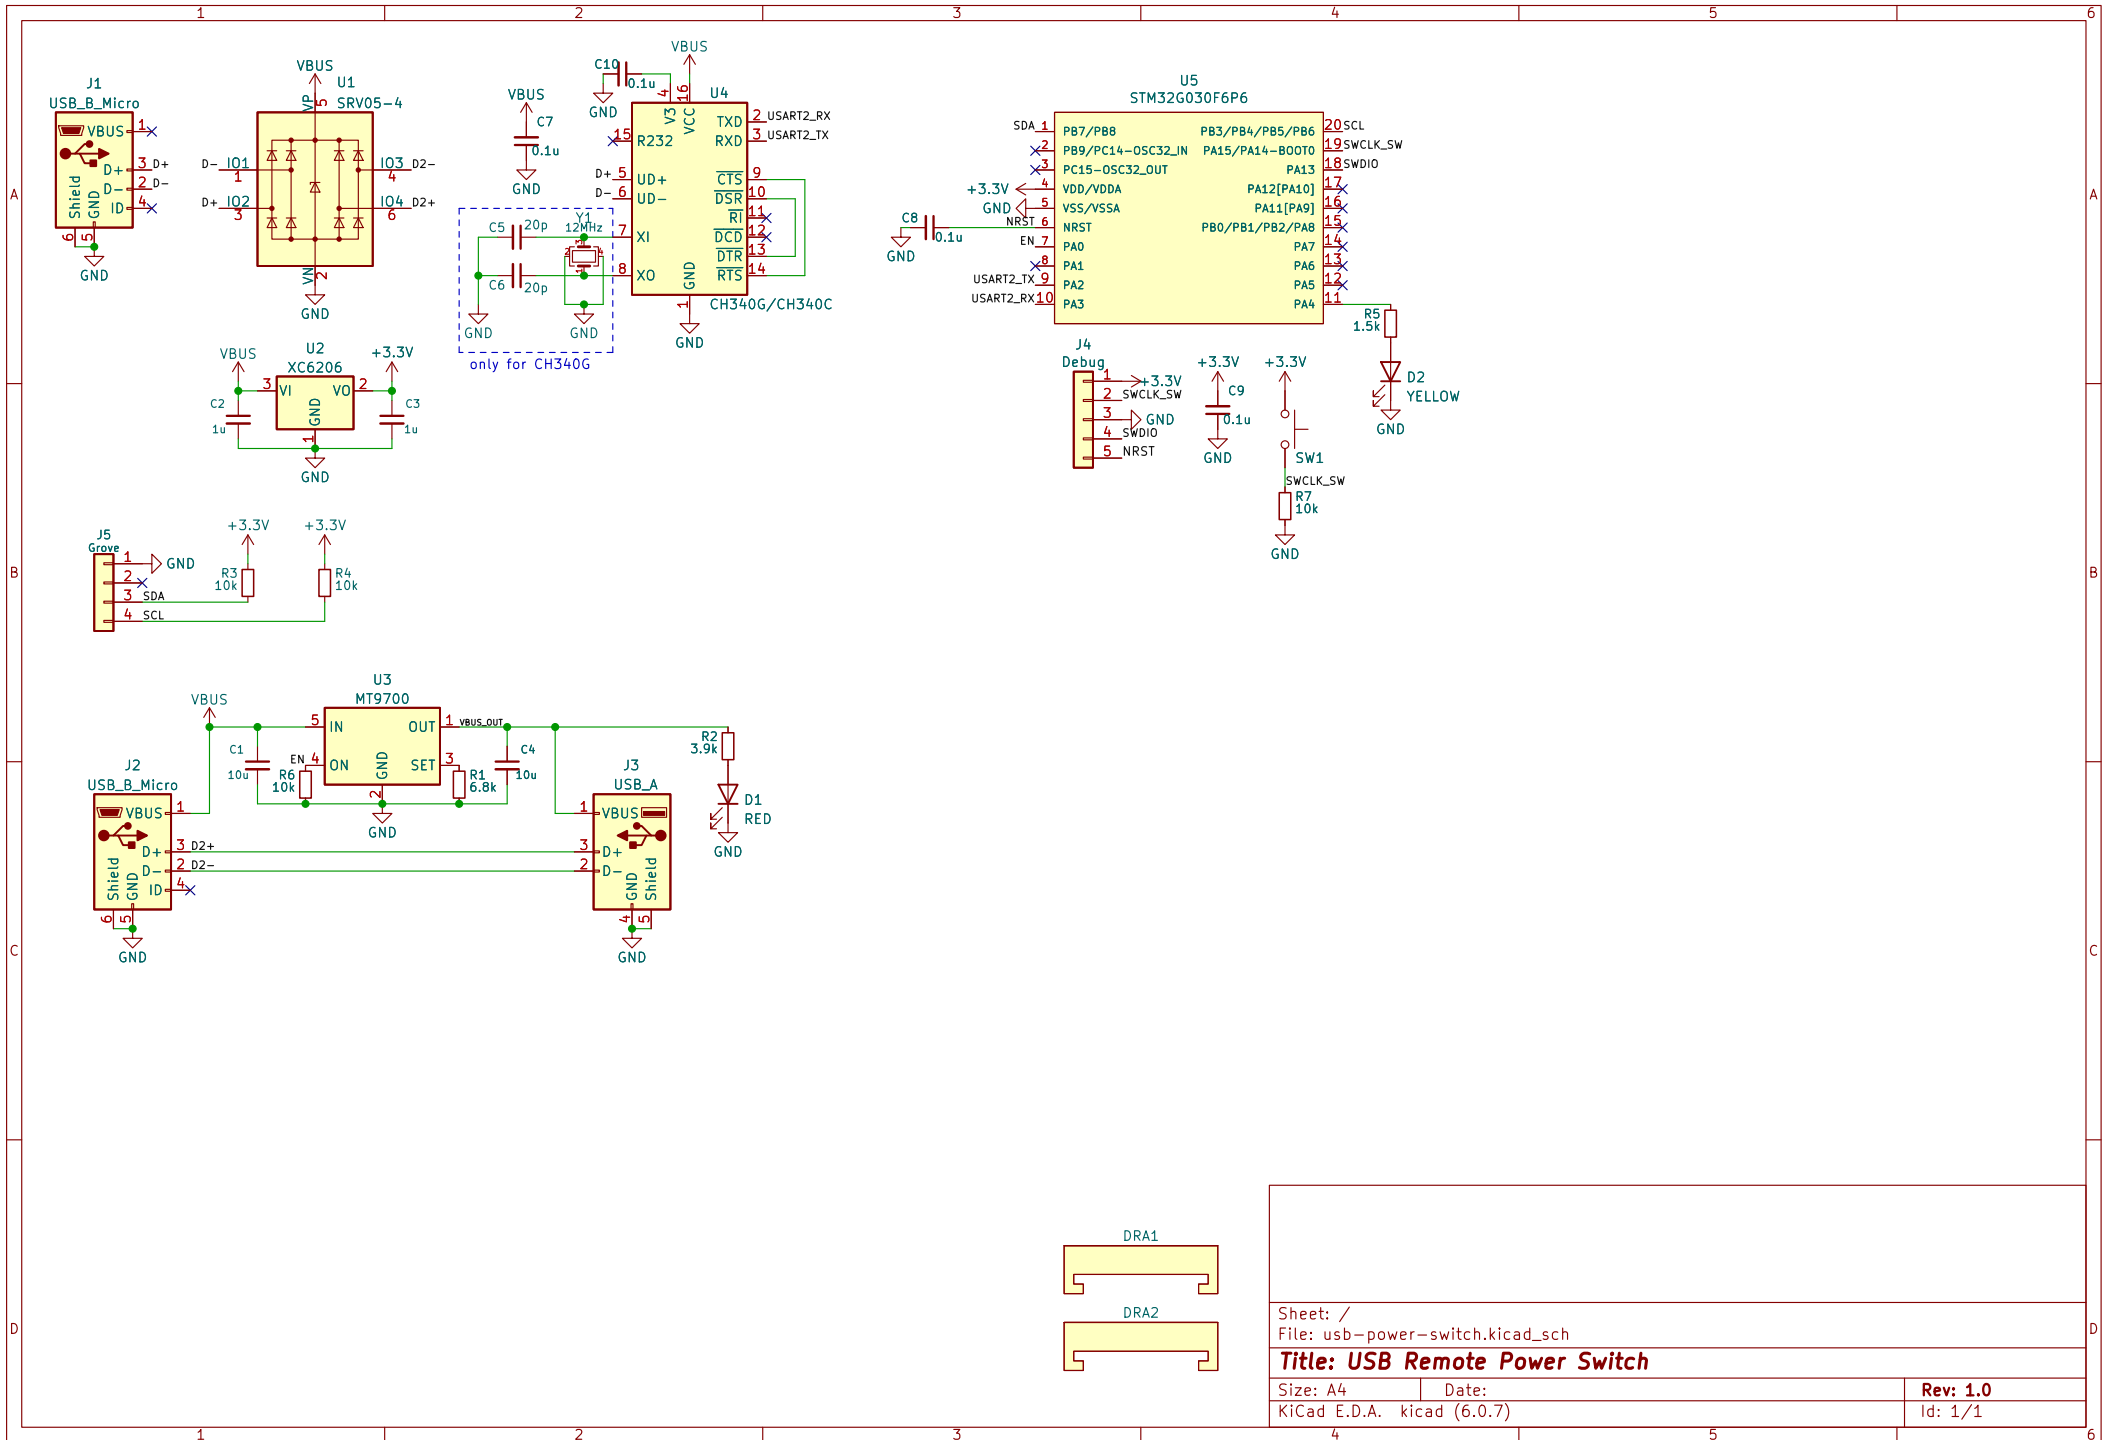 1 2 3 4 5 6
A
B
C
D
J1
USB_B_Micro
VBUS 1
D+ 3 D+
D- 2 D-
ID 4
Shield
GND
6 5
GND
VBUS
U1
SRV05-4
VP 5
D- IO1 1
IO3 4 D2-
D+ IO2 3
IO4 6 D2+
VN 2
GND
VBUS
C7
0.1u
GND
C10
0.1u
GND
VBUS
U4
4 16
V3 VCC
15 R232
TXD 2 USART2_RX
RXD 3 USART2_TX
D+ 5 UD+
D- 6 UD-
CTS 9
DSR 10
RI 11
DCD 12
DTR 13
RTS 14
7 XI
8 XO
GND
1
CH340G/CH340C
GND
C5 20p
Y1
12MHz
3
2 4
1
C6 20p
GND
GND
only for CH340G
U5
STM32G030F6P6
SDA 1 PB7/PB8
2 PB9/PC14-OSC32_IN
3 PC15-OSC32_OUT
+3.3V 4 VDD/VDDA
GND 5 VSS/VSSA
NRST 6 NRST
EN 7 PA0
8 PA1
USART2_TX 9 PA2
USART2_RX 10 PA3
PB3/PB4/PB5/PB6 20 SCL
PA15/PA14-BOOT0 19 SWCLK_SW
PA13 18 SWDIO
PA12[PA10] 17
PA11[PA9] 16
PB0/PB1/PB2/PA8 15
PA7 14
PA6 13
PA5 12
PA4 11
C8
0.1u
GND
R5
1.5k
D2
YELLOW
GND
VBUS
U2
XC6206
+3.3V
3 VI
VO 2
GND
1
C2
1u
C3
1u
GND
J4
Debug
1 +3.3V
2 SWCLK_SW
3 GND
4 SWDIO
5 NRST
+3.3V
C9
0.1u
GND
+3.3V
SW1
SWCLK_SW
R7
10k
GND
J5
Grove
1 GND
2
3 SDA
4 SCL
+3.3V
R3
10k
+3.3V
R4
10k
VBUS
U3
MT9700
5 IN
OUT 1 VBUS_OUT
EN 4 ON
SET 3
GND
2
C1
10u
R6
10k
R1
6.8k
C4
10u
GND
R2
3.9k
D1
RED
GND
J2
USB_B_Micro
VBUS 1
D+ 3 D2+
D- 2 D2-
ID 4
Shield
GND
6 5
GND
J3
USB_A
1 VBUS
3 D+
2 D-
GND
Shield
4 5
GND
DRA1
DRA2
Sheet: /
File: usb-power-switch.kicad_sch
Title: USB Remote Power Switch
Size: A4 Date: Rev: 1.0
KiCad E.D.A. kicad (6.0.7) Id: 1/1
A
B
C
D
1 2 3 4 5 6